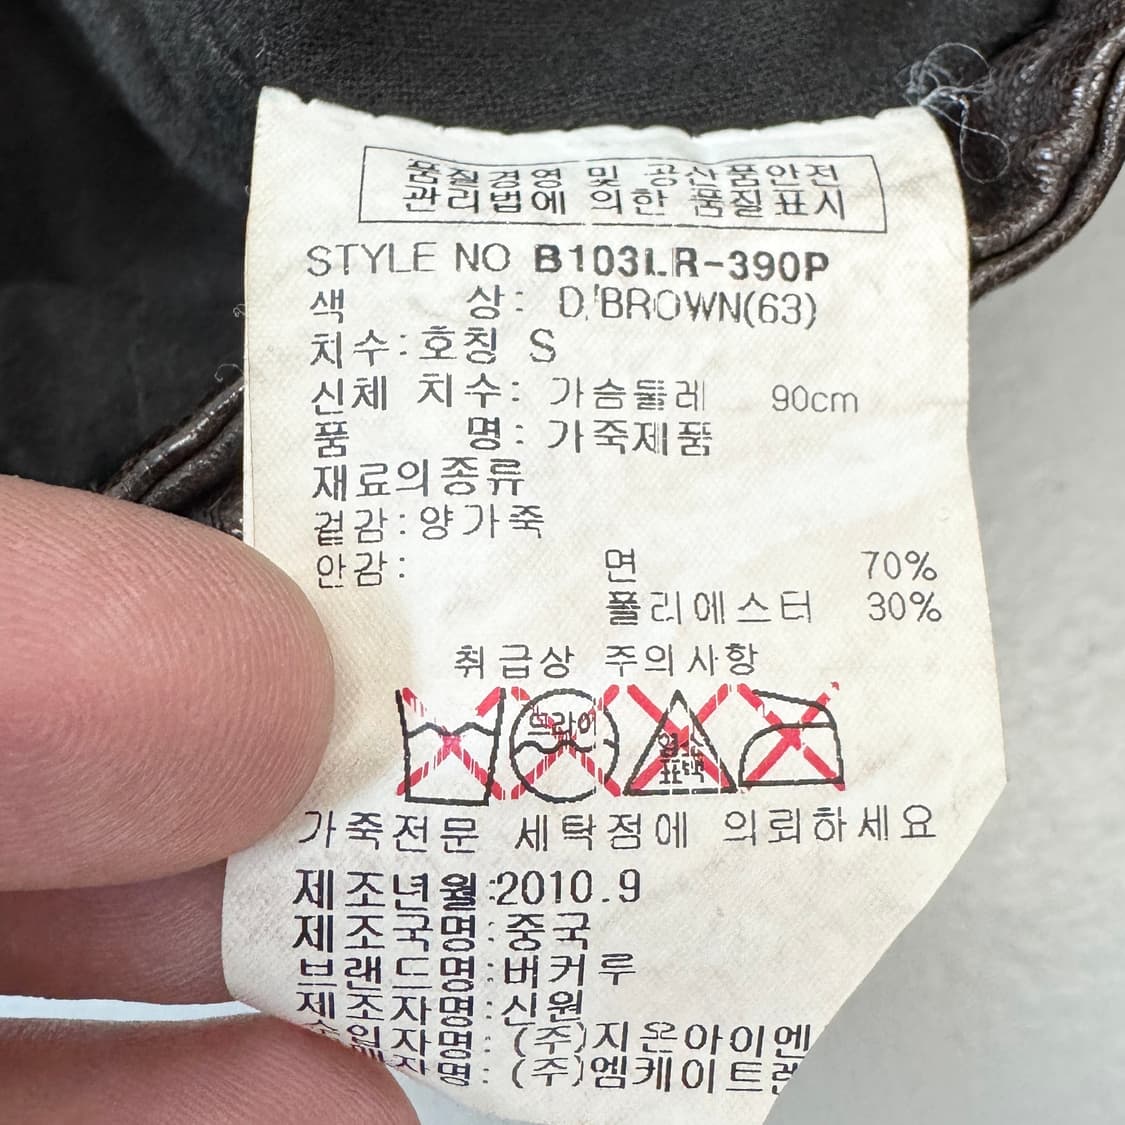 품질경영 및 공산품안전
관리법에 의한 품질표시
STYLE NO B103LR-390P
색 상: D'BROWN(63)
치수:호칭 S
신체 치수: 가슴둘레 90cm
품 명: 가죽제품
재료의종류
겉감:양가죽
안감: 면 70%
폴리에스터 30%
취급상 주의사항
드라이
염소
표백
가죽전문 세탁점에 의뢰하세요
제조년월:2010.9
제조국명:중국
브랜드명:버커루
제조자명:신원
수입자명: (주)지온아이엔
자명: (주)엠케이트렌